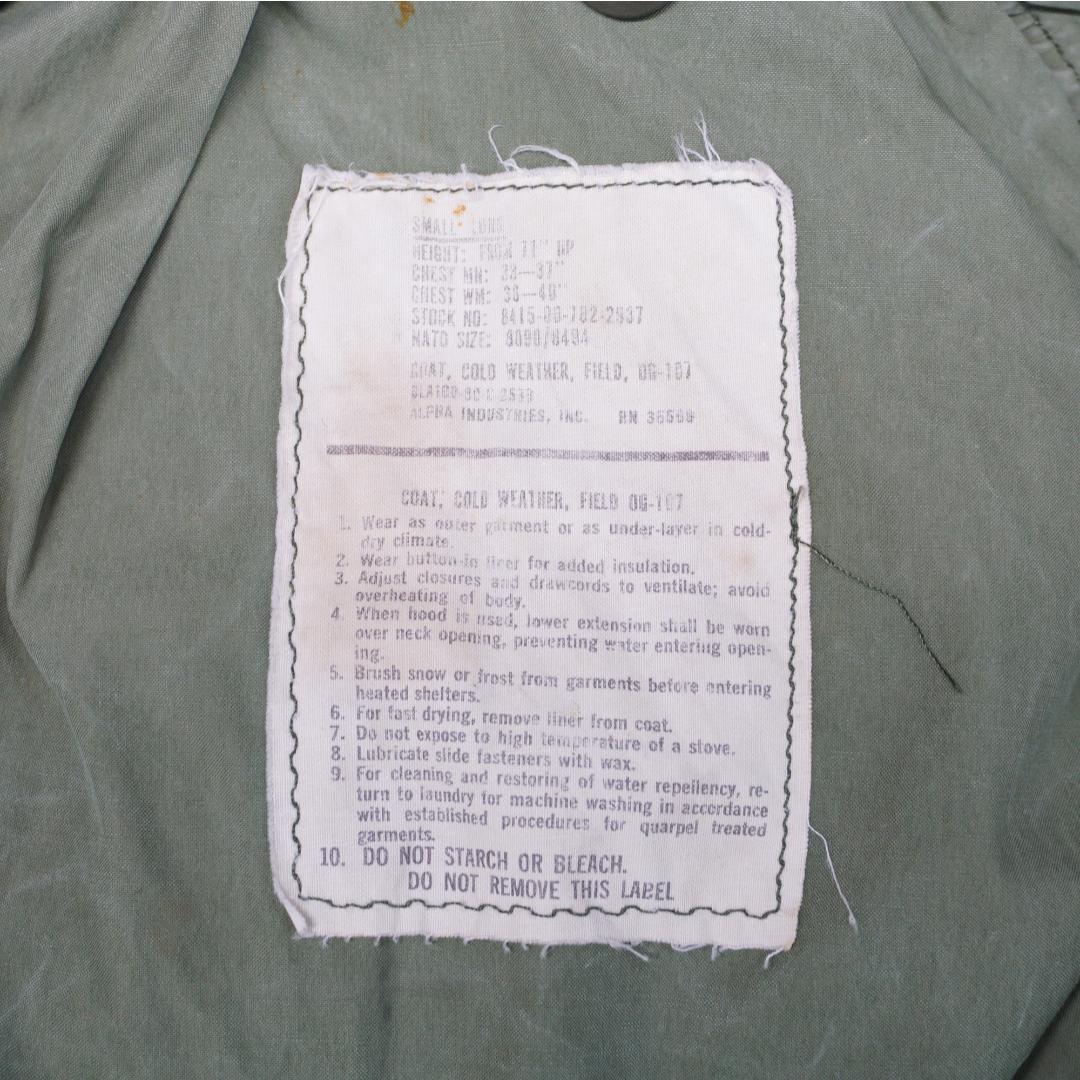 SMALL LONG
HEIGHT: FROM 71" UP
CHEST MN: 33—37"
CHEST WM:
STOCK NO: 8415-00-782-2937
NATO SIZE:
COAT, COLD WEATHER, FIELD, OG-107
ALPHA INDUSTRIES, INC. RN
COAT, COLD WEATHER, FIELD OG-107
1. Wear as outer garment or as under-layer in cold-
dry climate.
2. Wear button-in liner for added insulation.
3. Adjust closures and drawcords to ventilate; avoid
overheating of body.
4. When hood is used, lower extension shall be worn
over neck opening, preventing water entering open-
ing.
5. Brush snow or frost from garments before entering
heated shelters.
6. For fast drying, remove liner from coat.
7. Do not expose to high temperature of a stove.
8. Lubricate slide fasteners with wax.
9. For cleaning and restoring of water repellency, re-
turn to laundry for machine washing in accordance
with established procedures for quarpel treated
garments.
10. DO NOT STARCH OR BLEACH.
DO NOT REMOVE THIS LABEL